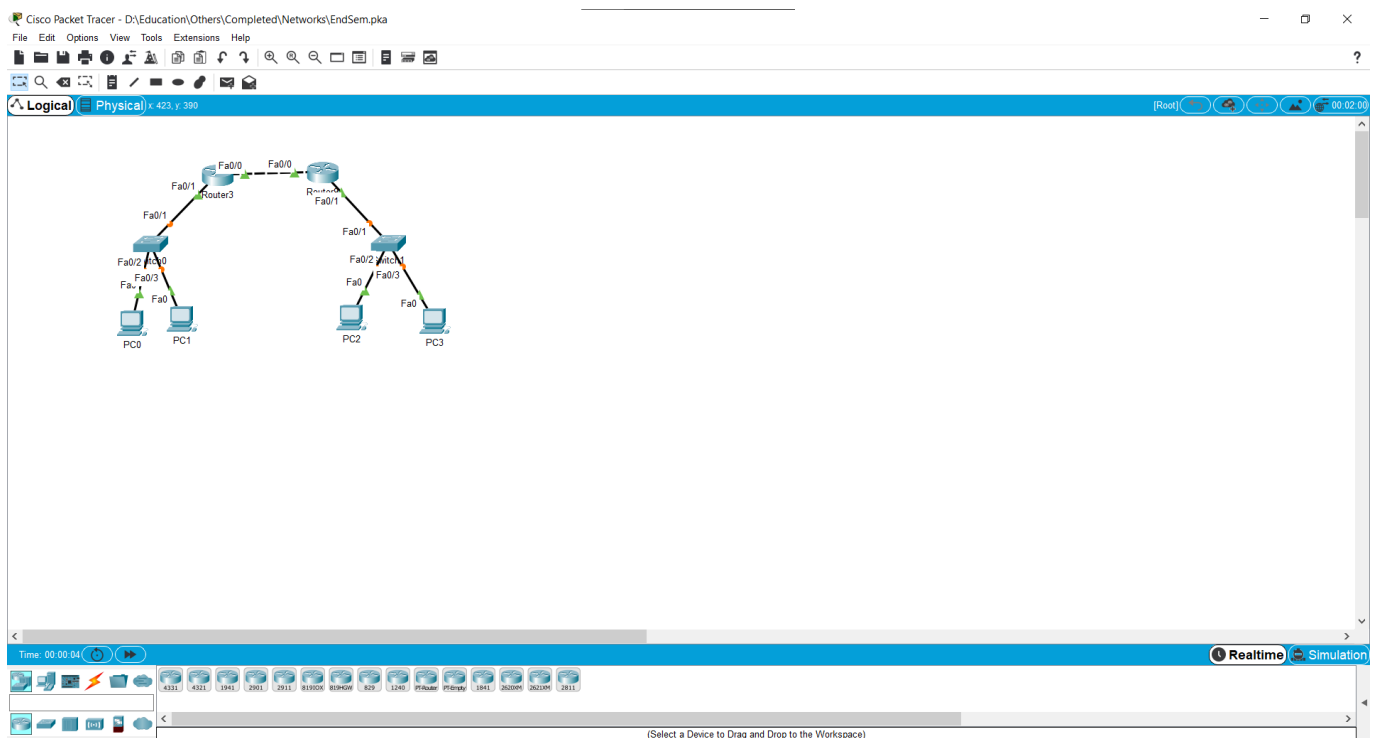 Cisco Packet Tracer - D:\Education\Others\Completed\Networks\EndSem.pka
File Edit Options View Tools Extensions Help
?
Logical Physical x: 423, y: 390 [Root] 00:02:00
Fa0/0 Fa0/0
Fa0/1
Router3
Fa0/1
Fa0/1
Fa0/1
Fa0/2
Fa0/2
Fa0/3
Fa0/3
Fa0
Fa0
Fa0
PC0
PC1
PC2
PC3
Time: 00:00:04 Realtime Simulation
4331 4321 1941 2901 2911 819IOX 819HGW 829 1240 PT-Router PT-Empty 1841 2620XM 2621XM 2811
(Select a Device to Drag and Drop to the Workspace)